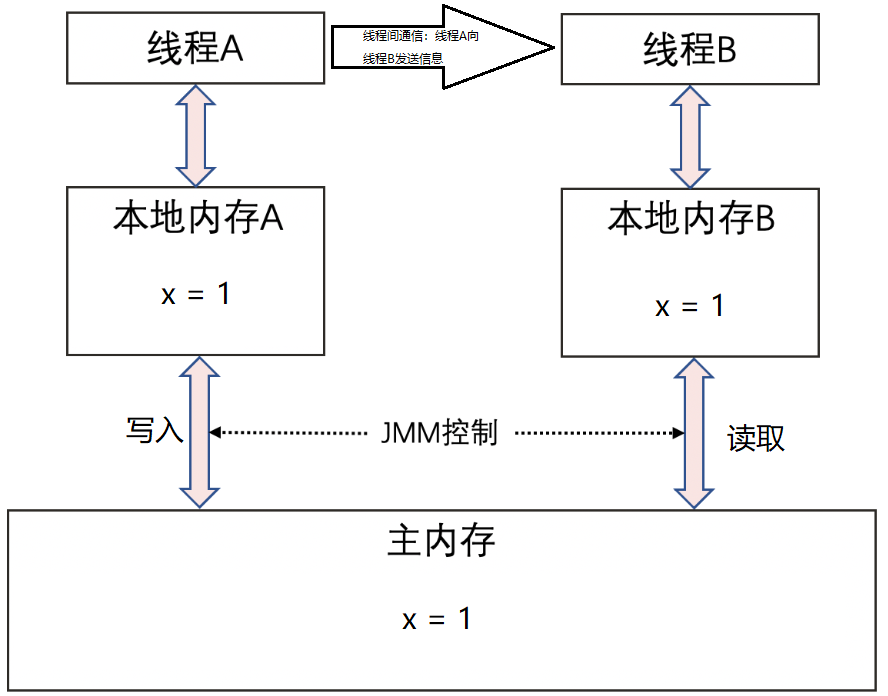 线程A
线程间通信：线程A向
线程B发送信息
线程B
本地内存A
x = 1
本地内存B
x = 1
写入
JMM控制
读取
主内存
x = 1